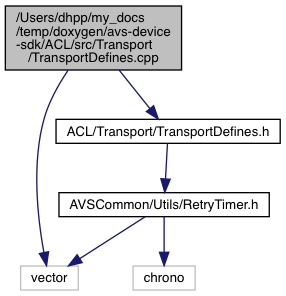 /Users/dhpp/my_docs
/temp/doxygen/avs-device
-sdk/ACL/src/Transport
/TransportDefines.cpp
ACL/Transport/TransportDefines.h
AVSCommon/Utils/RetryTimer.h
vector
chrono